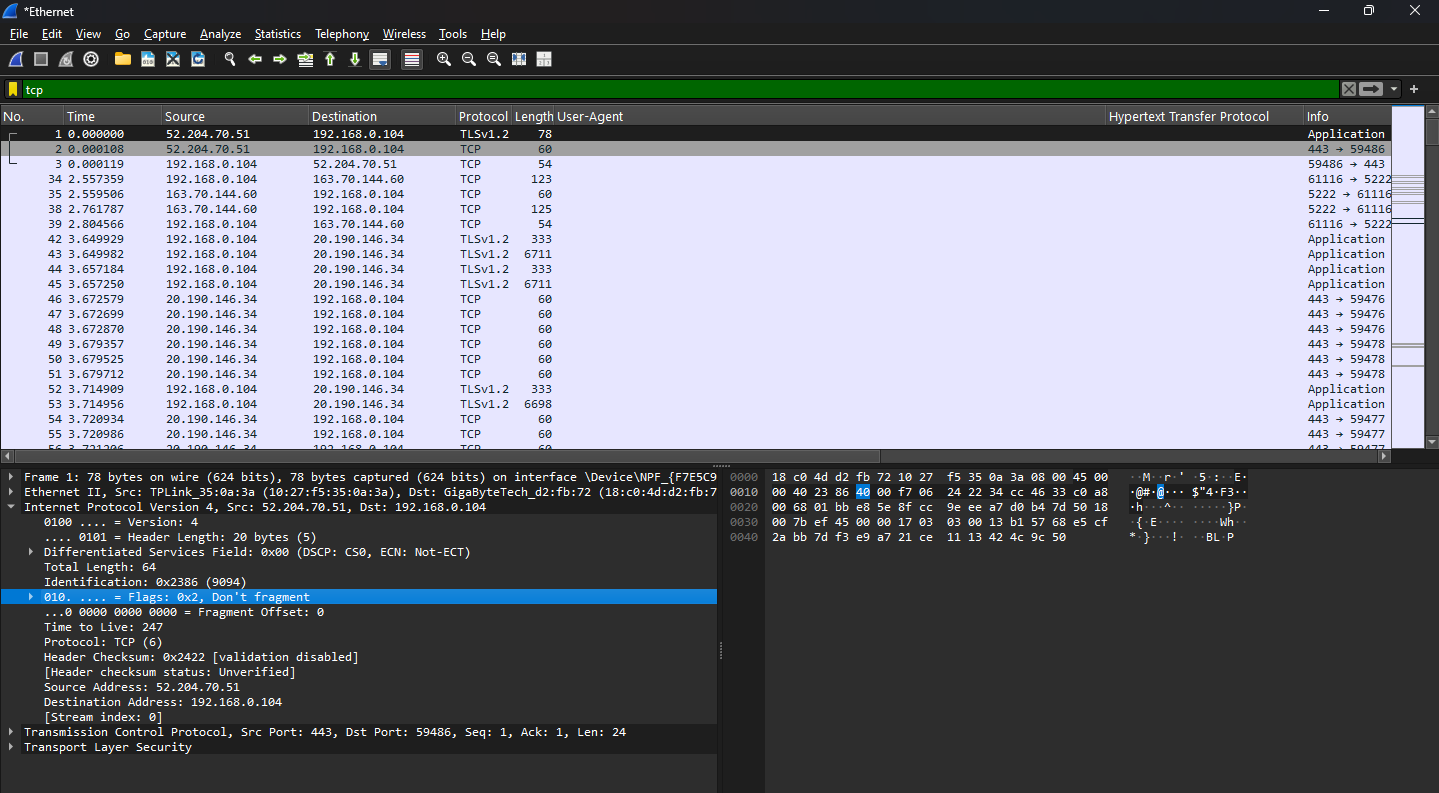 *Ethernet
File Edit View Go Capture Analyze Statistics Telephony Wireless Tools Help
tcp
No. Time Source Destination Protocol Length User-Agent Hypertext Transfer Protocol Info
1 0.000000 52.204.70.51 192.168.0.104 TLSv1.2 78 Application
2 0.000108 52.204.70.51 192.168.0.104 TCP 60 443 → 59486
3 0.000119 192.168.0.104 52.204.70.51 TCP 54 59486 → 443
34 2.557359 192.168.0.104 163.70.144.60 TCP 123 61116 → 5222
35 2.559506 163.70.144.60 192.168.0.104 TCP 60 5222 → 61116
38 2.761787 163.70.144.60 192.168.0.104 TCP 125 5222 → 61116
39 2.804566 192.168.0.104 163.70.144.60 TCP 54 61116 → 5222
42 3.649929 192.168.0.104 20.190.146.34 TLSv1.2 333 Application
43 3.649982 192.168.0.104 20.190.146.34 TLSv1.2 6711 Application
44 3.657184 192.168.0.104 20.190.146.34 TLSv1.2 333 Application
45 3.657250 192.168.0.104 20.190.146.34 TLSv1.2 6711 Application
46 3.672579 20.190.146.34 192.168.0.104 TCP 60 443 → 59476
47 3.672699 20.190.146.34 192.168.0.104 TCP 60 443 → 59476
48 3.672870 20.190.146.34 192.168.0.104 TCP 60 443 → 59476
49 3.679357 20.190.146.34 192.168.0.104 TCP 60 443 → 59478
50 3.679525 20.190.146.34 192.168.0.104 TCP 60 443 → 59478
51 3.679712 20.190.146.34 192.168.0.104 TCP 60 443 → 59478
52 3.714909 192.168.0.104 20.190.146.34 TLSv1.2 333 Application
53 3.714956 192.168.0.104 20.190.146.34 TLSv1.2 6698 Application
54 3.720934 20.190.146.34 192.168.0.104 TCP 60 443 → 59477
55 3.720986 20.190.146.34 192.168.0.104 TCP 60 443 → 59477
Frame 1: 78 bytes on wire (624 bits), 78 bytes captured (624 bits) on interface \Device\NPF_{F7E5C9
Ethernet II, Src: TPLink_35:0a:3a (10:27:f5:35:0a:3a), Dst: GigaByteTech_d2:fb:72 (18:c0:4d:d2:fb:7
Internet Protocol Version 4, Src: 52.204.70.51, Dst: 192.168.0.104
0100 .... = Version: 4
.... 0101 = Header Length: 20 bytes (5)
Differentiated Services Field: 0x00 (DSCP: CS0, ECN: Not-ECT)
Total Length: 64
Identification: 0x2386 (9094)
010. .... = Flags: 0x2, Don't fragment
...0 0000 0000 0000 = Fragment Offset: 0
Time to Live: 247
Protocol: TCP (6)
Header Checksum: 0x2422 [validation disabled]
[Header checksum status: Unverified]
Source Address: 52.204.70.51
Destination Address: 192.168.0.104
[Stream index: 0]
Transmission Control Protocol, Src Port: 443, Dst Port: 59486, Seq: 1, Ack: 1, Len: 24
Transport Layer Security
0000 18 c0 4d d2 fb 72 10 27 f5 35 0a 3a 08 00 45 00 ··M··r·' ·5·:··E·
0010 00 40 23 86 40 00 f7 06 24 22 34 cc 46 33 c0 a8 ·@#·@··· $"4·F3··
0020 00 68 01 bb e8 5e 8f cc 9e ee a7 d0 b4 7d 50 18 ·h···^·· ·····}P·
0030 00 7b ef 45 00 00 17 03 03 00 13 b1 57 68 e5 cf ·{·E···· ····Wh··
0040 2a bb 7d f3 e9 a7 21 ce 11 13 42 4c 9c 50 *·}···!· ··BL·P